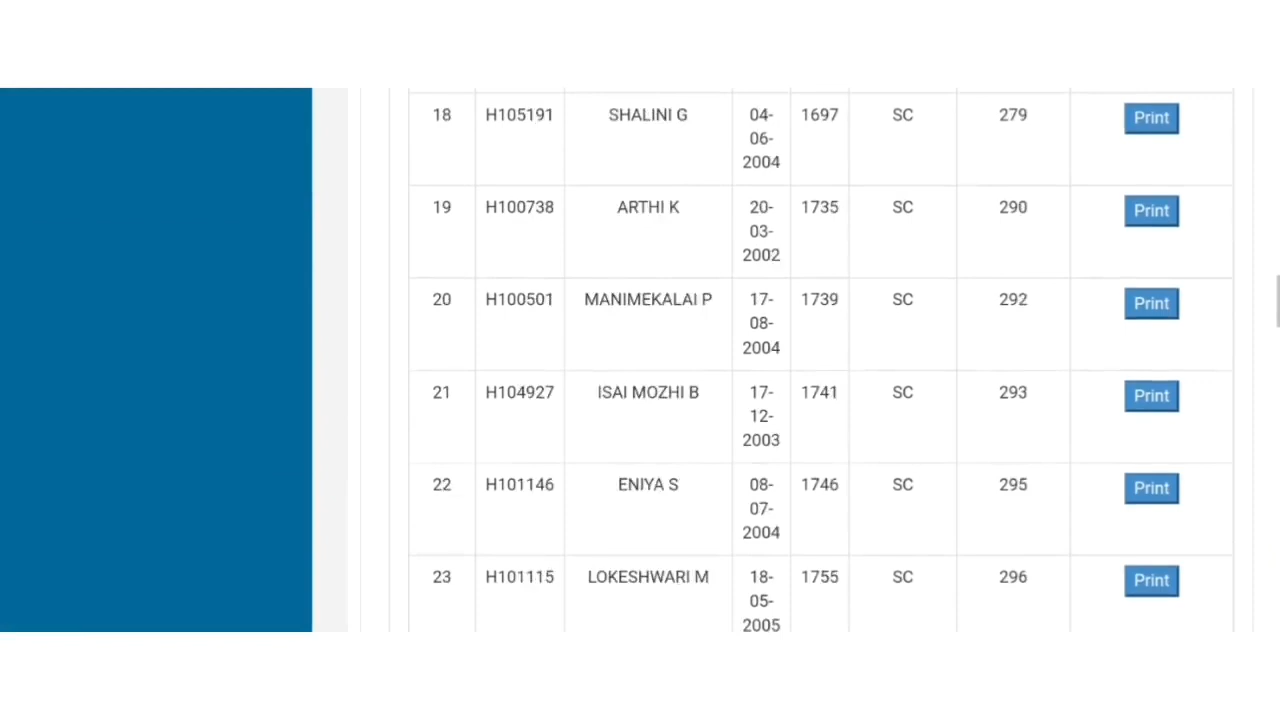 18 H105191 SHALINI G 04-06-2004 1697 SC 279 Print
19 H100738 ARTHI K 20-03-2002 1735 SC 290 Print
20 H100501 MANIMEKALAI P 17-08-2004 1739 SC 292 Print
21 H104927 ISAI MOZHI B 17-12-2003 1741 SC 293 Print
22 H101146 ENIYA S 08-07-2004 1746 SC 295 Print
23 H101115 LOKESHWARI M 18-05-2005 1755 SC 296 Print